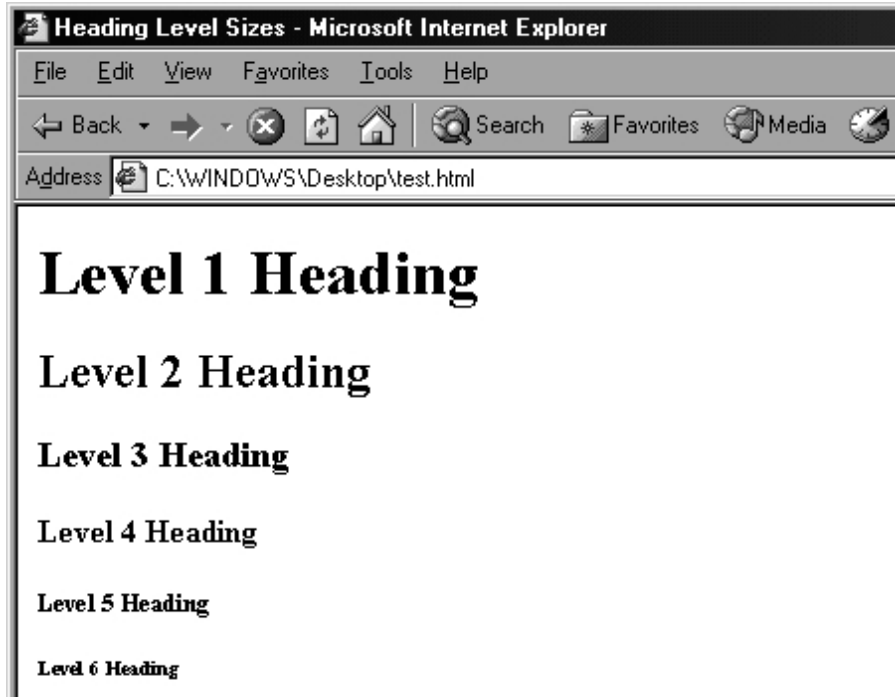 Heading Level Sizes - Microsoft Internet Explorer
File Edit View Favorites Tools Help
Back Search Favorites Media
Address C:\WINDOWS\Desktop\test.html
Level 1 Heading
Level 2 Heading
Level 3 Heading
Level 4 Heading
Level 5 Heading
Level 6 Heading